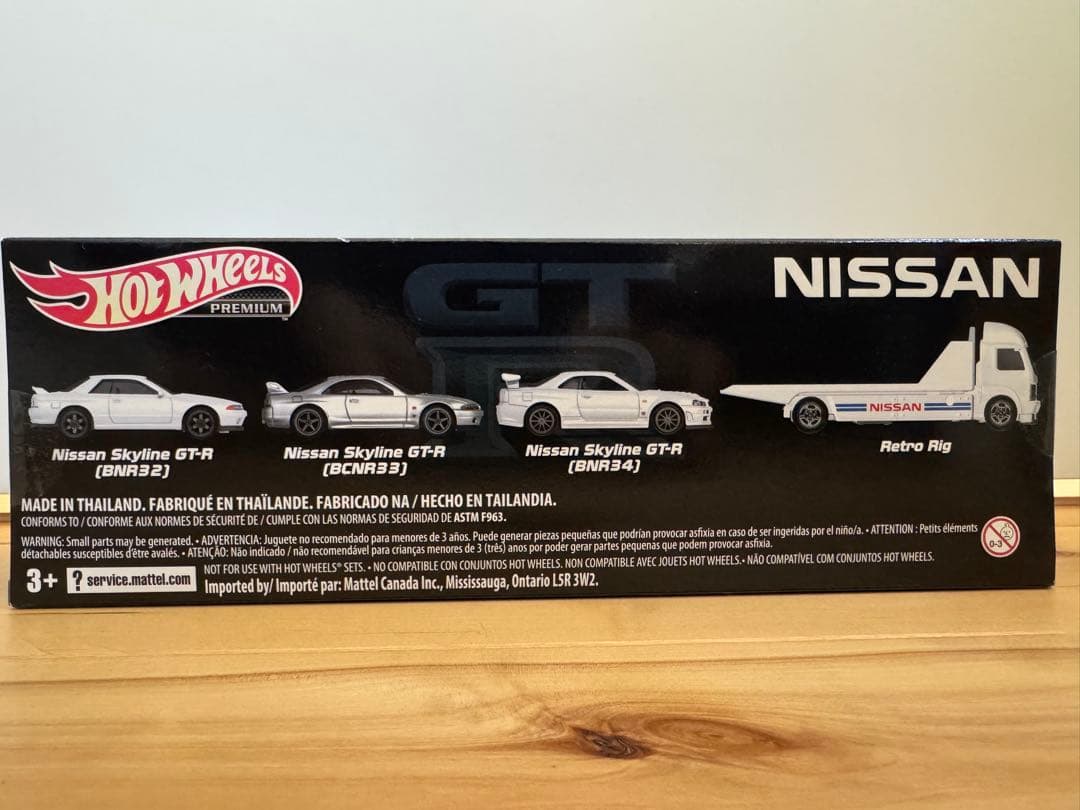 HOT WHEELS
PREMIUM™
GT
R
NISSAN
NISSAN
Nissan Skyline GT-R
(BNR32)
Nissan Skyline GT-R
(BCNR33)
Nissan Skyline GT-R
(BNR34)
Retro Rig
MADE IN THAILAND. FABRIQUÉ EN THAÏLANDE. FABRICADO NA / HECHO EN TAILANDIA.
CONFORMS TO / CONFORME AUX NORMES DE SÉCURITÉ DE / CUMPLE CON LAS NORMAS DE SEGURIDAD DE ASTM F963.
WARNING: Small parts may be generated. • ADVERTENCIA: Juguete no recomendado para menores de 3 años. Puede generar piezas pequeñas que podrían provocar asfixia en caso de ser ingeridas por el niño/a. • ATTENTION : Petits éléments
détachables susceptibles d'être avalés. • ATENÇÃO: Não indicado / não recomendável para crianças menores de 3 (três) anos por poder gerar partes pequenas que podem provocar asfixia.
0-3
NOT FOR USE WITH HOT WHEELS® SETS. • NO COMPATIBLE CON CONJUNTOS HOT WHEELS. NON COMPATIBLE AVEC JOUETS HOT WHEELS. • NÃO COMPATÍVEL COM CONJUNTOS HOT WHEELS.
3+ ? service.mattel.com
Imported by/ Importé par: Mattel Canada Inc., Mississauga, Ontario L5R 3W2.